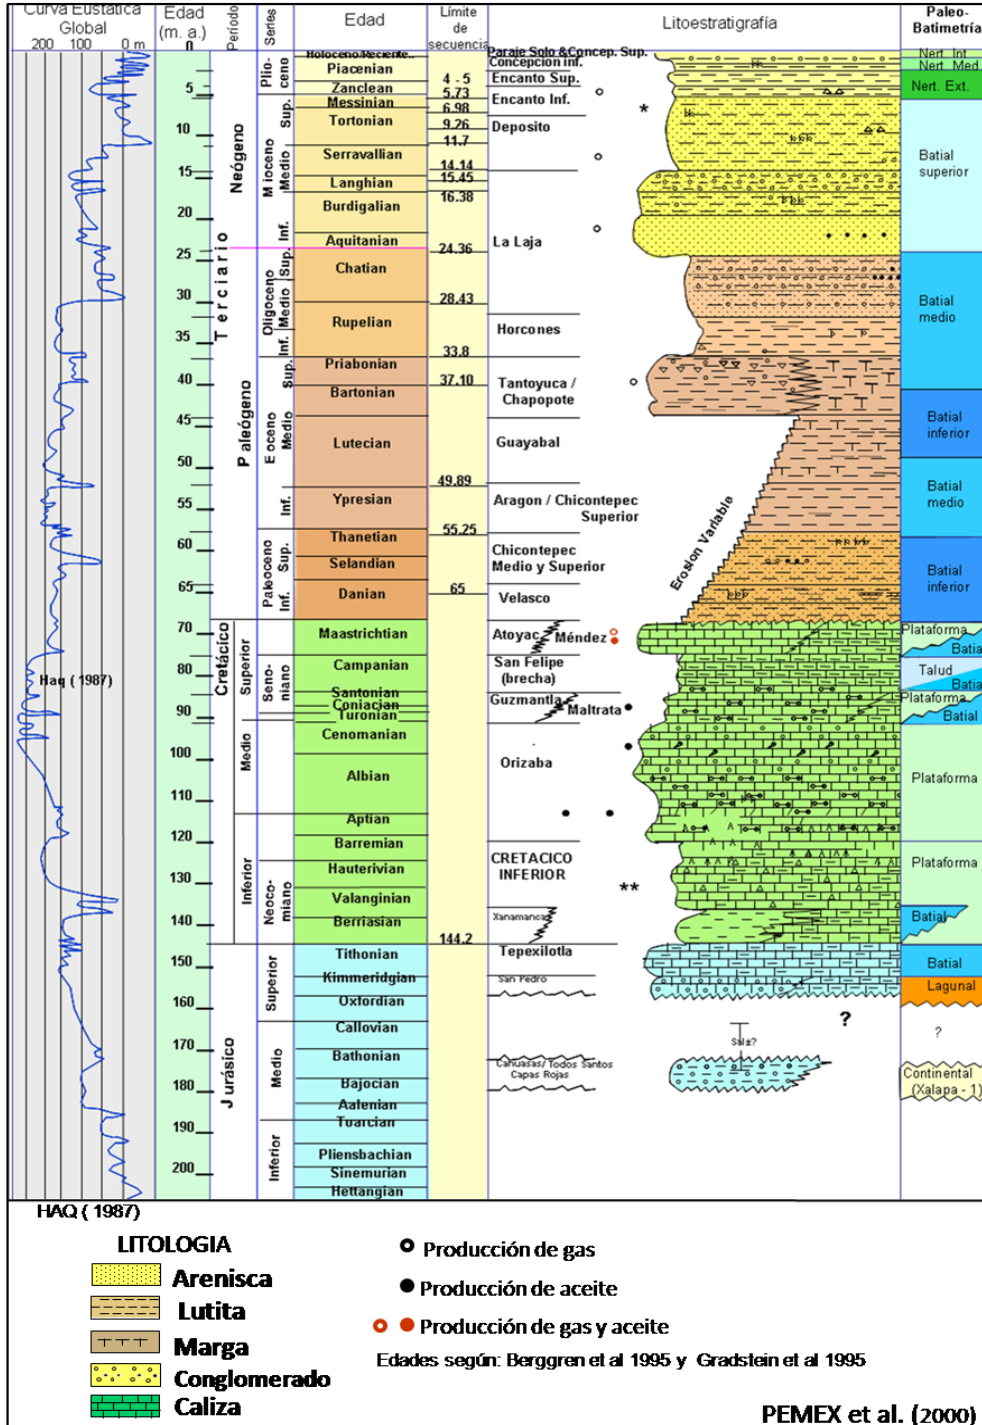 Curva Eustática
Global
200 100 0 m
Edad
(m. a.)
0
Período
Series
Edad
Límite
de
secuencia
Litoestratigrafía
Paleo-
Batimetría
5
10
15
20
25
30
35
40
45
50
55
60
65
70
80
90
100
110
120
130
140
150
160
170
180
190
200
Haq (1987)
Terciario
Neógeno
Paleógeno
Cretácico
Jurásico
Plio-
ceno
Mioceno
Sup.
Medio
Inf.
Oligoceno
Sup.
Medio
Inf.
Eoceno
Sup.
Medio
Inf.
Paleoceno
Sup.
Inf.
Superior
Seno-
niano
Medio
Inferior
Neoco-
miano
Superior
Medio
Inferior
Holoceno/Reciente..
Piacenian
Zanclean
Messinian
Tortonian
Serravallian
Langhian
Burdigalian
Aquitanian
Chatian
Rupelian
Priabonian
Bartonian
Lutecian
Ypresian
Thanetian
Selandian
Danian
Maastrichtian
Campanian
Santonian
Coniacian
Turonian
Cenomanian
Albian
Aptian
Barremian
Hauterivian
Valanginian
Berriasian
Tithonian
Kimmeridgian
Oxfordian
Callovian
Bathonian
Bajocian
Aalenian
Toarcian
Pliensbachian
Sinemurian
Hettangian
4 - 5
5.73
6.98
9.26
11.7
14.14
15.45
16.38
24.36
28.43
33.8
37.10
49.89
55.25
65
144.2
Paraje Solo &Concep. Sup.
Concepcion Inf.
Encanto Sup.
Encanto Inf.
Deposito
La Laja
Horcones
Tantoyuca /
Chapopote
Guayabal
Aragon / Chicontepec
Superior
Chicontepec
Medio y Superior
Velasco
Atoyac Méndez
San Felipe
(brecha)
Guzmantla
Maltrata
Orizaba
CRETACICO
INFERIOR
Xanamanca
Tepexilotla
San Pedro
Cahuasas/Todos Santos
Capas Rojas
*
**
Erosion Variable
?
Sal±?
Nert. Int
Nert. Med
Nert. Ext.
Batial
superior
Batial
medio
Batial
inferior
Batial
medio
Batial
inferior
Plataforma
Batial
Talud
Batial
Plataforma
Batial
Plataforma
Plataforma
Batial
Batial
Lagunal
?
Continental
(Xalapa - 1)
HAQ ( 1987)
LITOLOGIA
Arenisca
Lutita
Marga
Conglomerado
Caliza
Producción de gas
Producción de aceite
Producción de gas y aceite
Edades según: Berggren et al 1995 y Gradstein et al 1995
PEMEX et al. (2000)